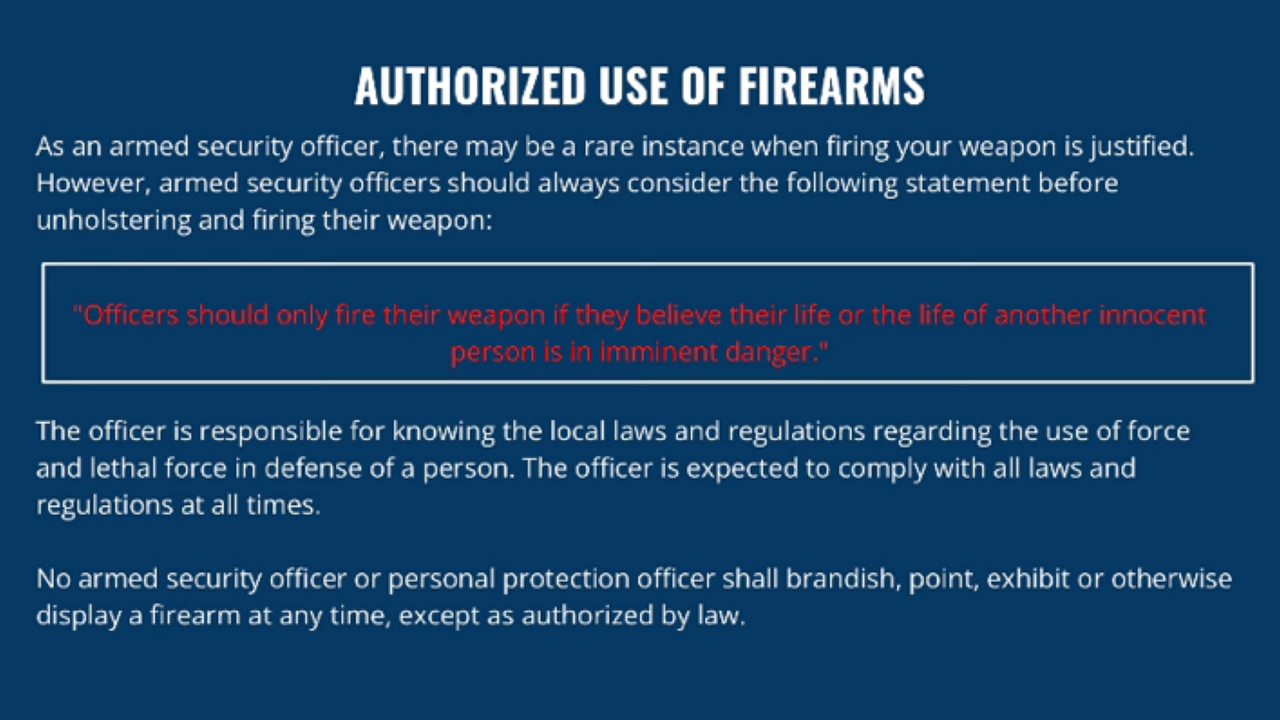 AUTHORIZED USE OF FIREARMS
As an armed security officer, there may be a rare instance when firing your weapon is justified.
However, armed security officers should always consider the following statement before
unholstering and firing their weapon:
"Officers should only fire their weapon if they believe their life or the life of another innocent
person is in imminent danger."
The officer is responsible for knowing the local laws and regulations regarding the use of force
and lethal force in defense of a person. The officer is expected to comply with all laws and
regulations at all times.
No armed security officer or personal protection officer shall brandish, point, exhibit or otherwise
display a firearm at any time, except as authorized by law.